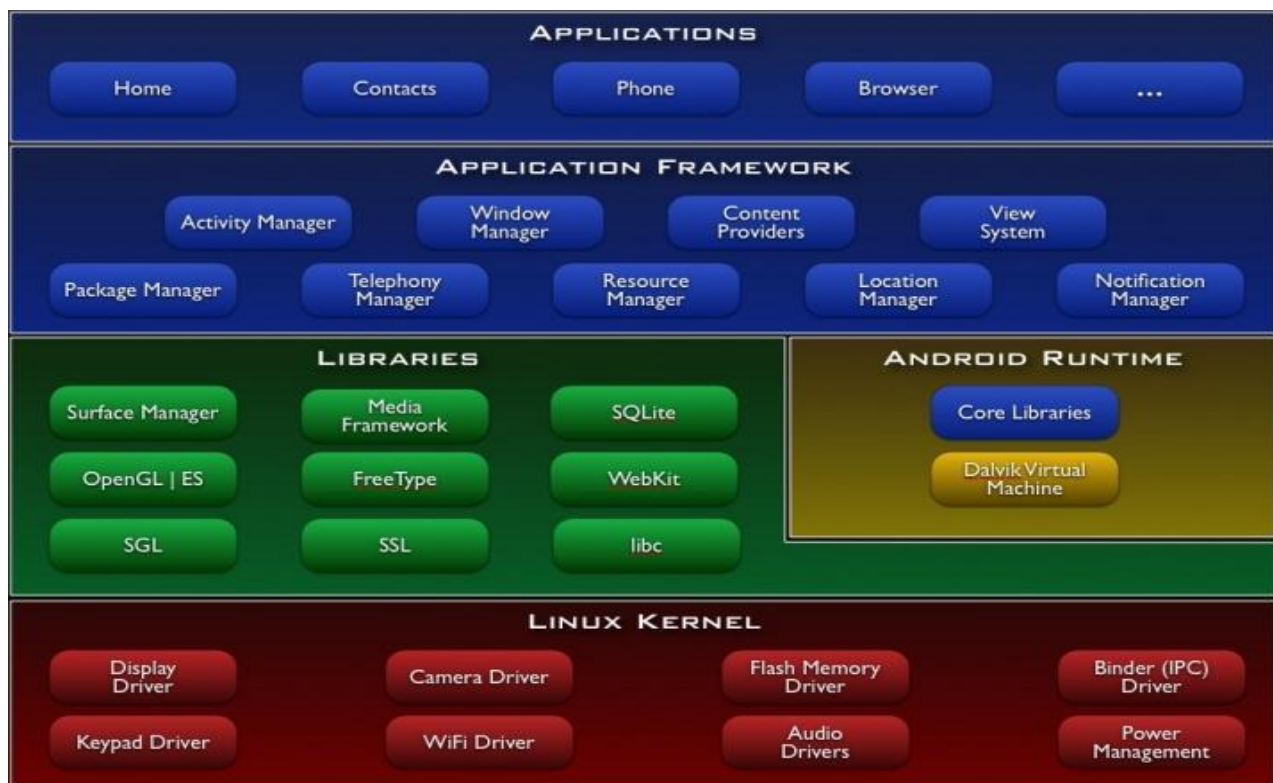 APPLICATIONS
Home
Contacts
Phone
Browser
...
APPLICATION FRAMEWORK
Activity Manager
Window
Manager
Content
Providers
View
System
Package Manager
Telephony
Manager
Resource
Manager
Location
Manager
Notification
Manager
LIBRARIES
Surface Manager
Media
Framework
SQLite
OpenGL | ES
FreeType
WebKit
SGL
SSL
libc
ANDROID RUNTIME
Core Libraries
Dalvik Virtual
Machine
LINUX KERNEL
Display
Driver
Camera Driver
Flash Memory
Driver
Binder (IPC)
Driver
Keypad Driver
WiFi Driver
Audio
Drivers
Power
Management